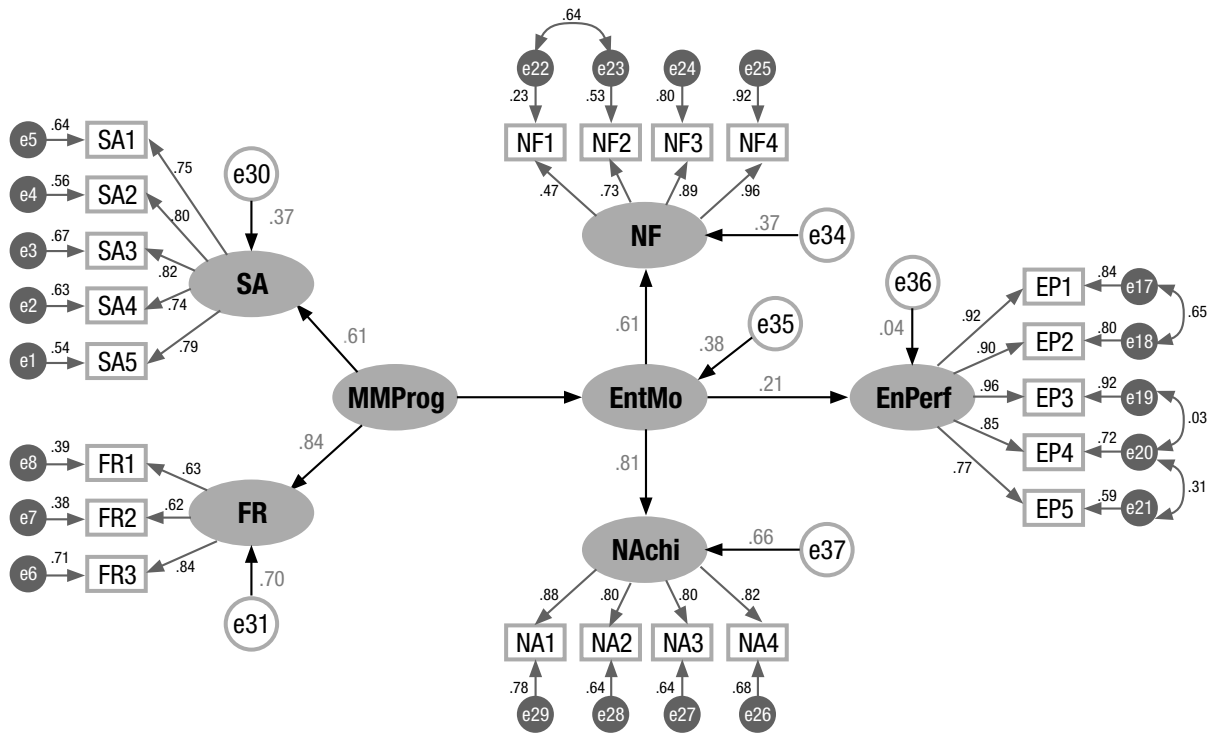 .64
e22 e23 e24 e25
.23 .53 .80 .92
NF1 NF2 NF3 NF4
.47 .73 .89 .96
NF
.37
e34
e5 .64 SA1
e4 .56 SA2
e3 .67 SA3
e2 .63 SA4
e1 .54 SA5
.75
.80
.82
.74
.79
e30
.37
SA
.61
MMProg
.84
e8 .39 FR1
e7 .38 FR2
e6 .71 FR3
.63
.62
.84
FR
.70
e31
.61
e35
.38
EntMo
.21
.81
e36
.04
EnPerf
.92
.90
.96
.85
.77
EP1 .84 e17
EP2 .80 e18
EP3 .92 e19
EP4 .72 e20
EP5 .59 e21
.65
.03
.31
NAchi
.66
e37
.88 .80 .80 .82
NA1 NA2 NA3 NA4
.78 .64 .64 .68
e29 e28 e27 e26